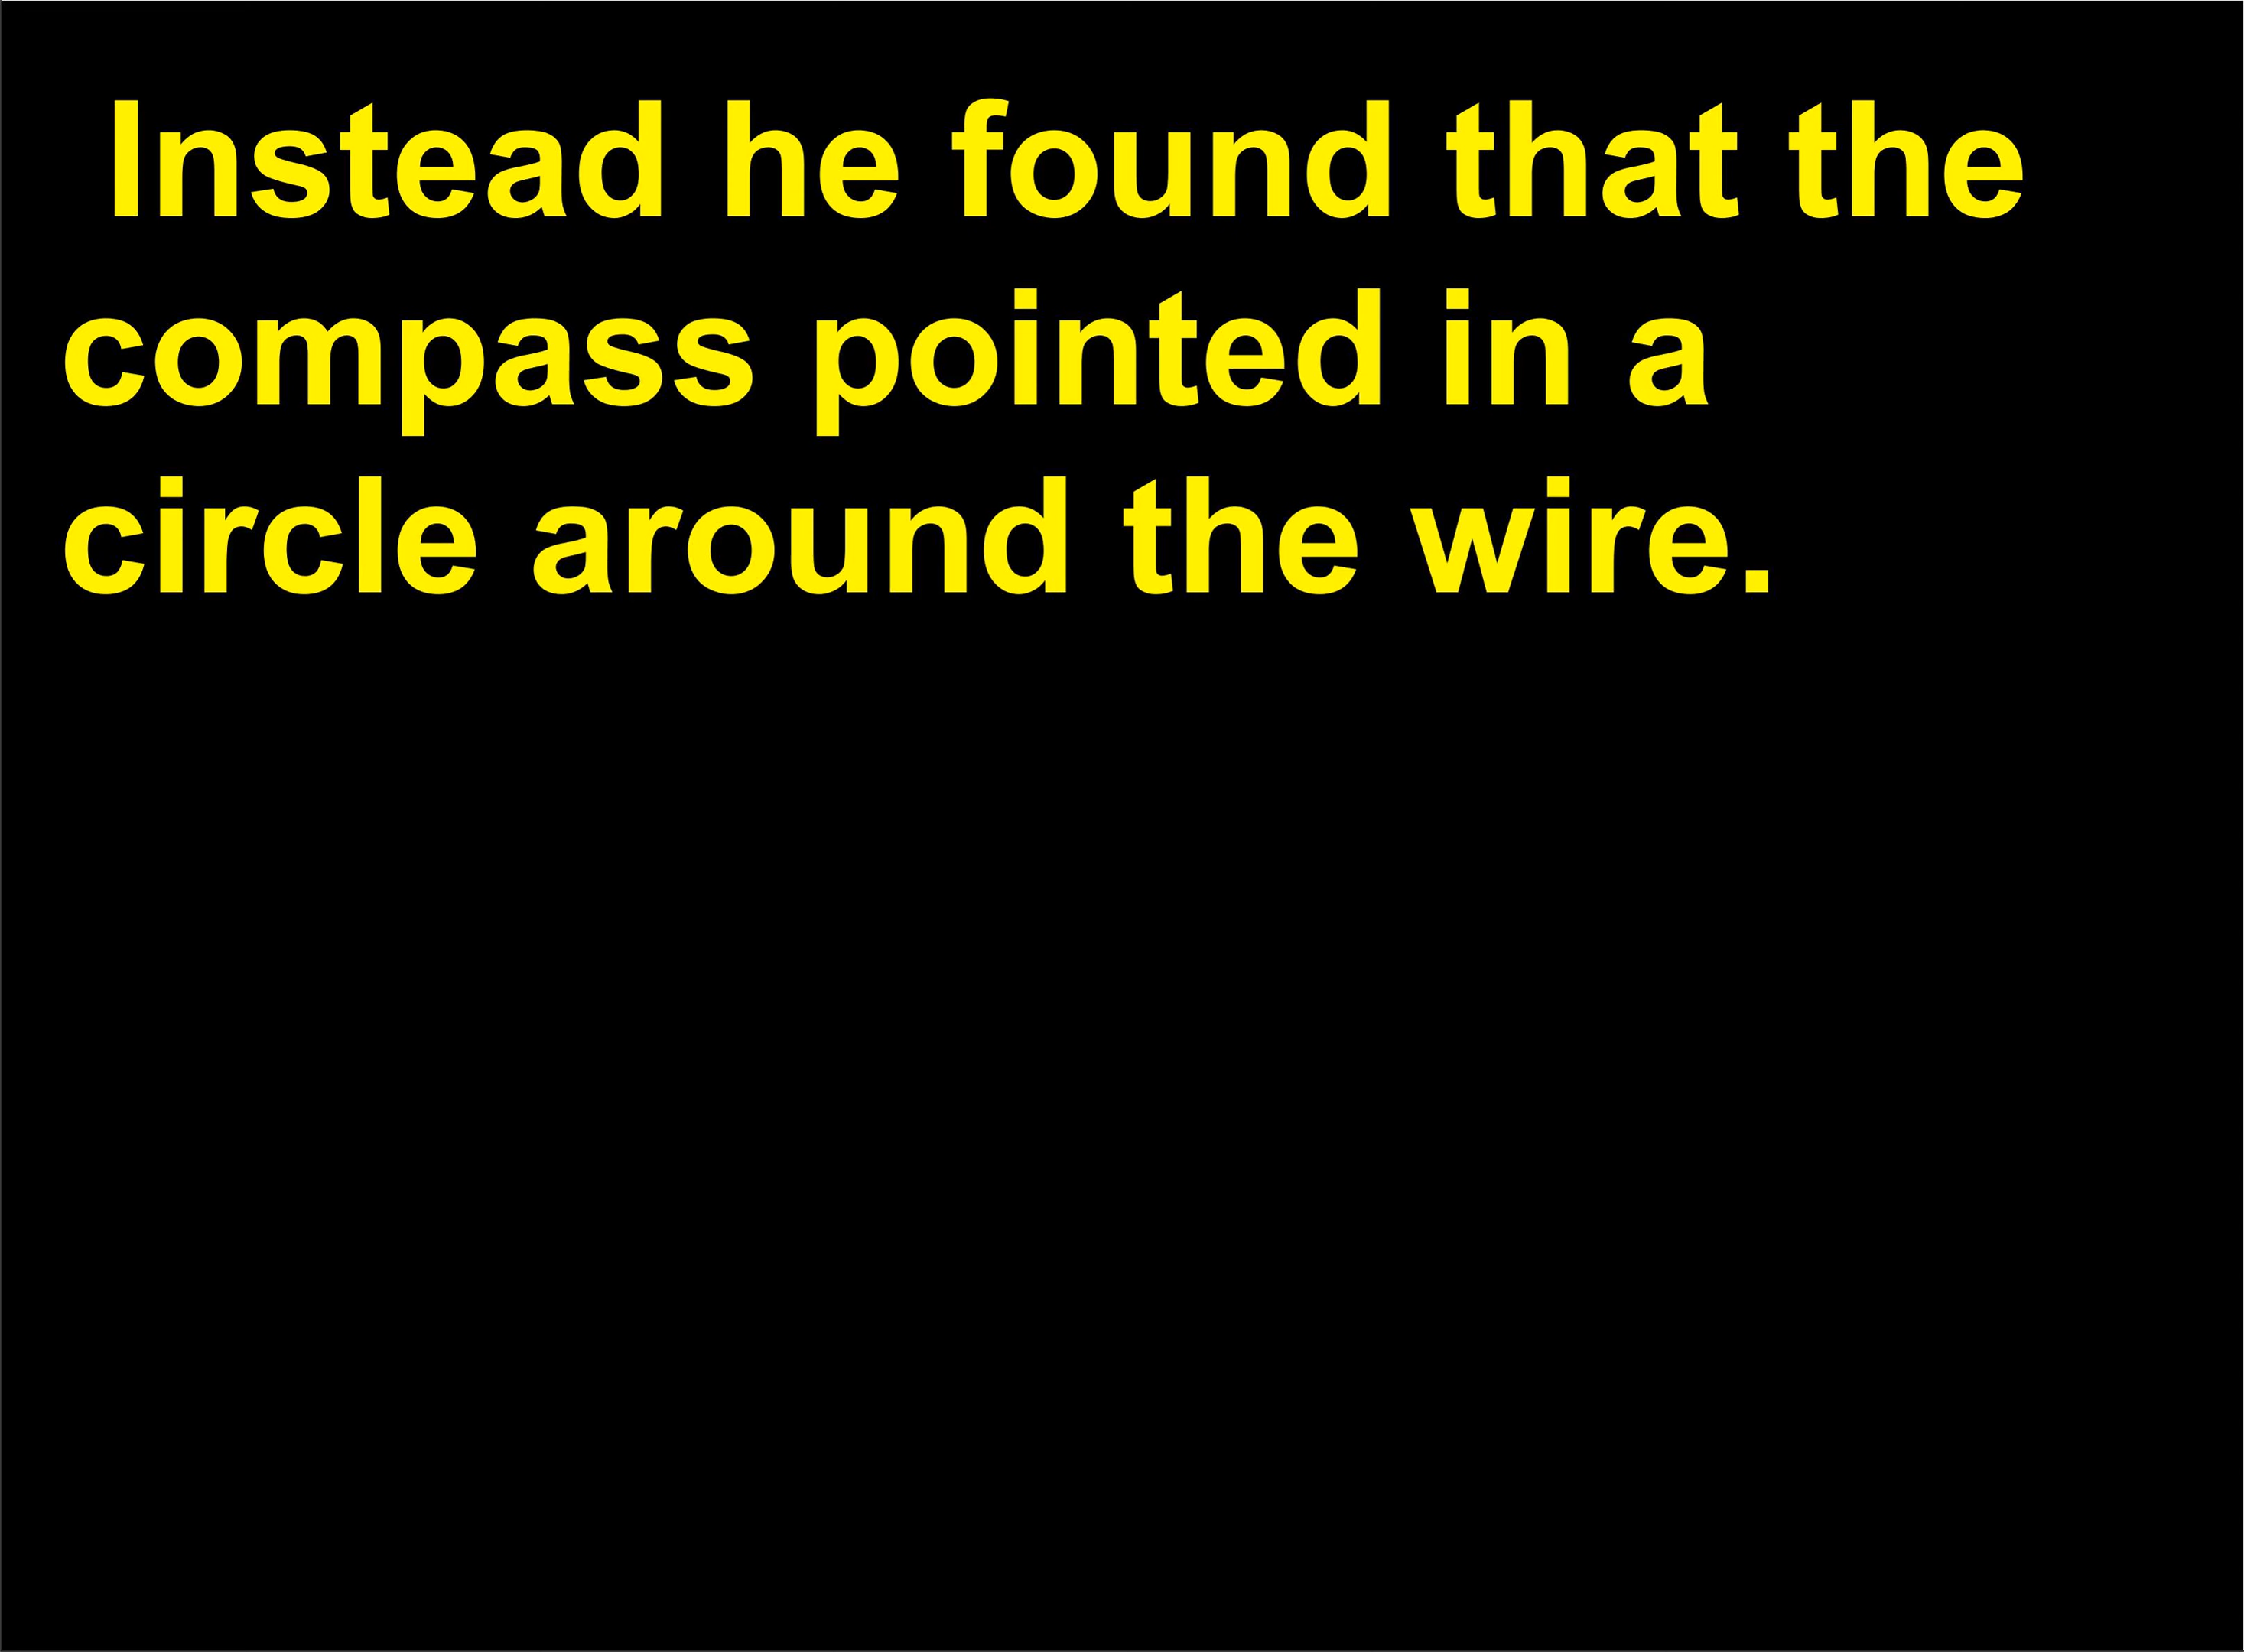 Instead he found that the
compass pointed in a
circle around the wire.